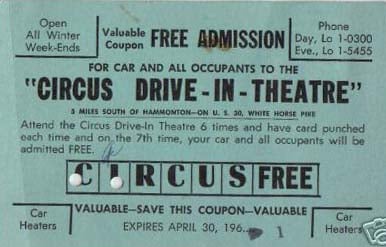 Open
All Winter
Week-Ends
Valuable
Coupon
FREE ADMISSION
Phone
Day, Lo 1-0300
Eve., Lo 1-5455
FOR CAR AND ALL OCCUPANTS TO THE
"CIRCUS DRIVE-IN-THEATRE"
5 MILES SOUTH OF HAMMONTON—ON U. S. 30, WHITE HORSE PIKE
Attend the Circus Drive-In Theatre 6 times and have card punched
each time and on the 7th time, your car and all occupants will be
admitted FREE.
CIRCUS FREE
Car
Heaters
VALUABLE—SAVE THIS COUPON—VALUABLE
EXPIRES APRIL 30, 196 1
Car
Heaters